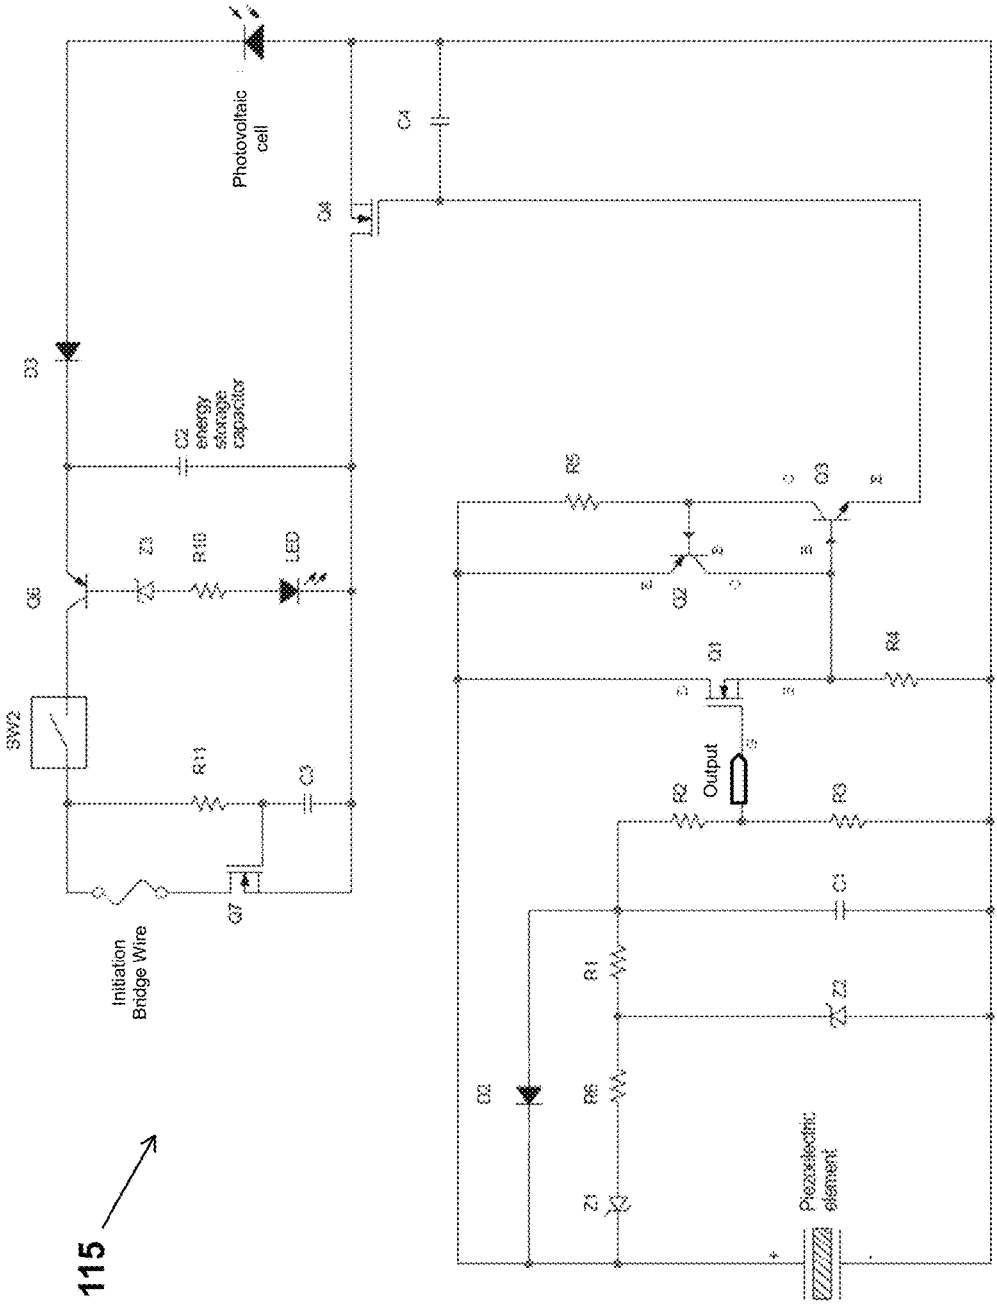 115
Initiation
Bridge Wire
SW2
Q7
R11
C3
Q6
Z3
R10
LED
C2
energy
storage
capacitor
D3
Photovoltaic
cell
C4
Piezoelectric
element
+
-
Z1
R6
D2
R1
Z2
C1
R2
R3
Output
G
D
S
Q1
R4
E
Q2
B
C
R5
B
C
Q3
E